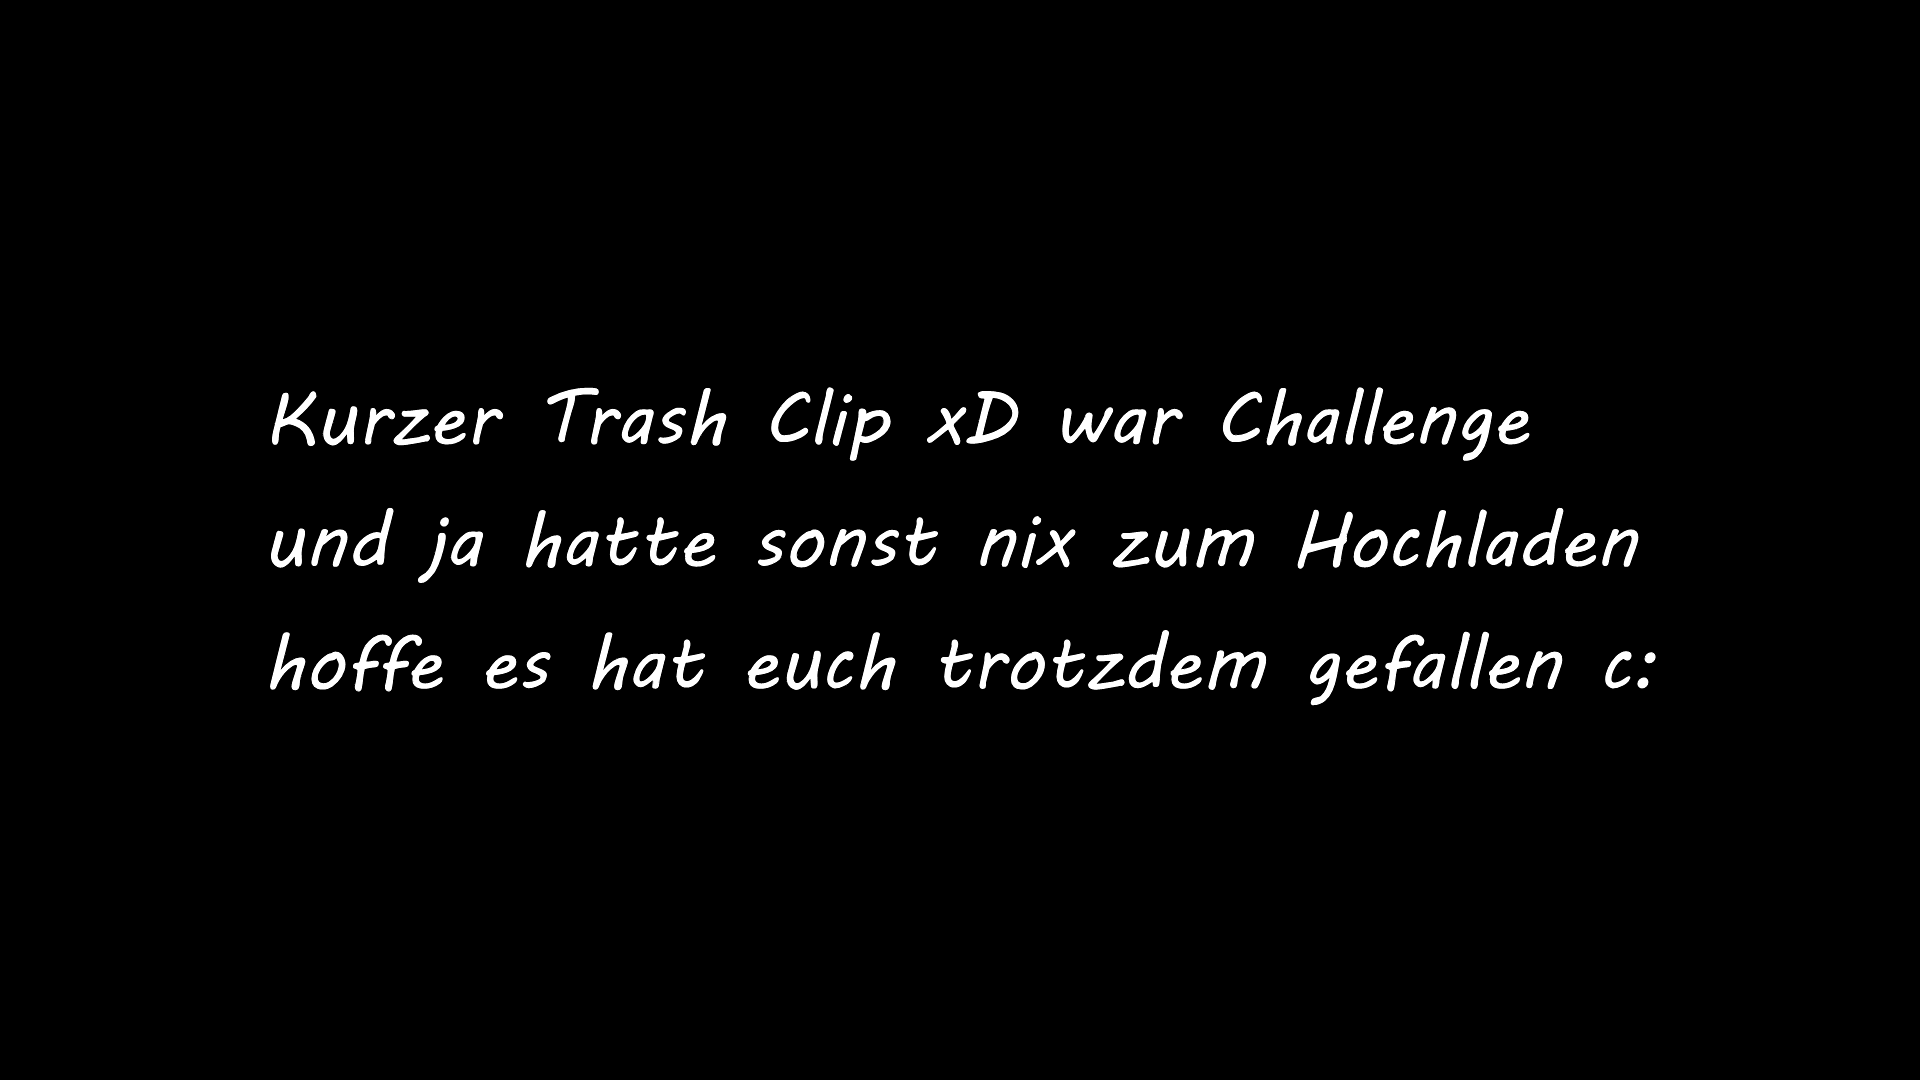 Kurzer Trash Clip xD war Challenge
und ja hatte sonst nix zum Hochladen
hoffe es hat euch trotzdem gefallen c: